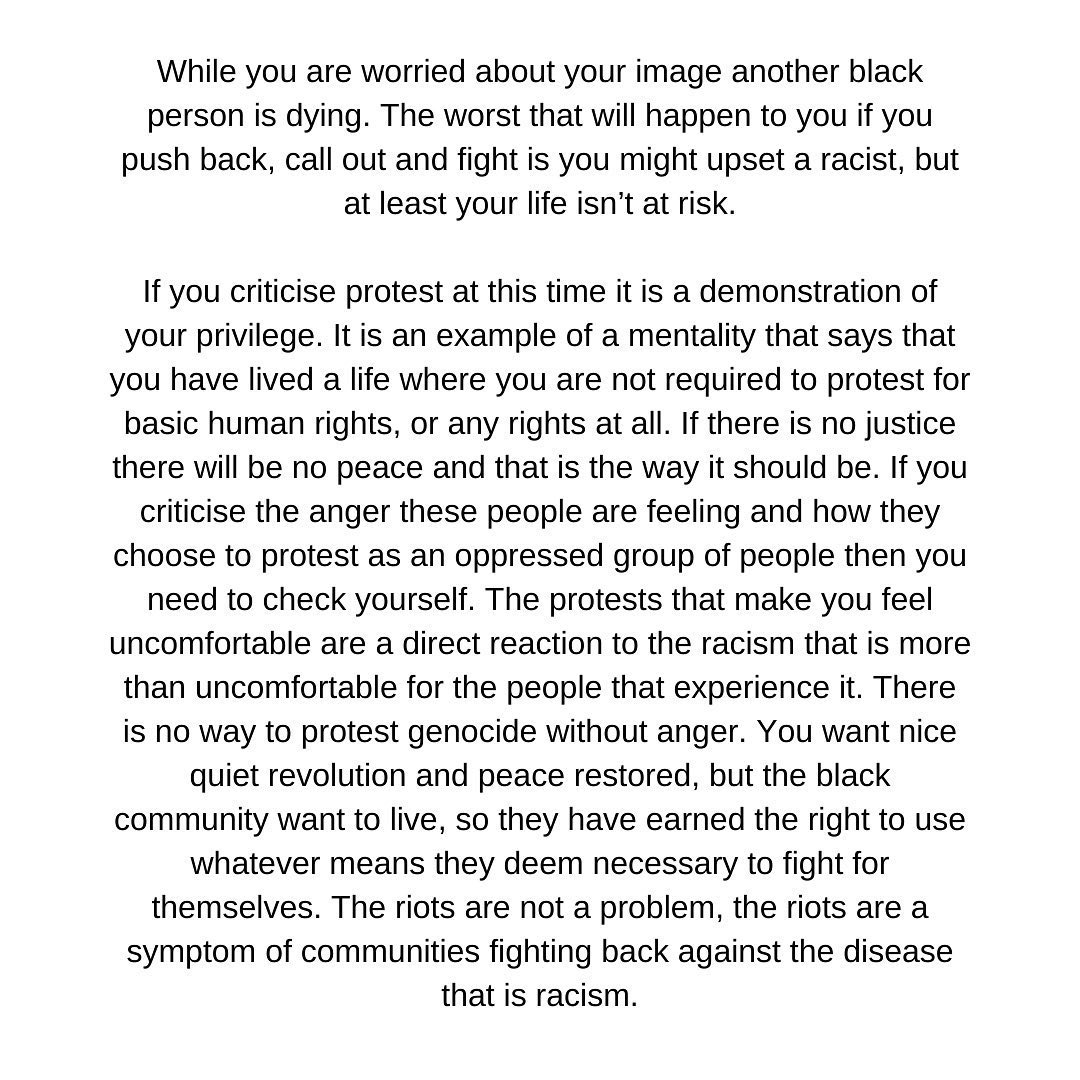 While you are worried about your image another black
person is dying. The worst that will happen to you if you
push back, call out and fight is you might upset a racist, but
at least your life isn’t at risk.
If you criticise protest at this time it is a demonstration of
your privilege. It is an example of a mentality that says that
you have lived a life where you are not required to protest for
basic human rights, or any rights at all. If there is no justice
there will be no peace and that is the way it should be. If you
criticise the anger these people are feeling and how they
choose to protest as an oppressed group of people then you
need to check yourself. The protests that make you feel
uncomfortable are a direct reaction to the racism that is more
than uncomfortable for the people that experience it. There
is no way to protest genocide without anger. You want nice
quiet revolution and peace restored, but the black
community want to live, so they have earned the right to use
whatever means they deem necessary to fight for
themselves. The riots are not a problem, the riots are a
symptom of communities fighting back against the disease
that is racism.